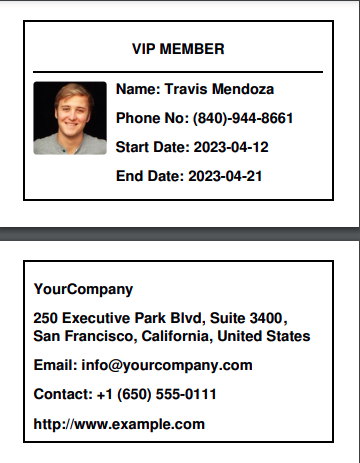 VIP MEMBER
Name: Travis Mendoza
Phone No: (840)-944-8661
Start Date: 2023-04-12
End Date: 2023-04-21
YourCompany
250 Executive Park Blvd, Suite 3400,
San Francisco, California, United States
Email: info@yourcompany.com
Contact: +1 (650) 555-0111
http://www.example.com